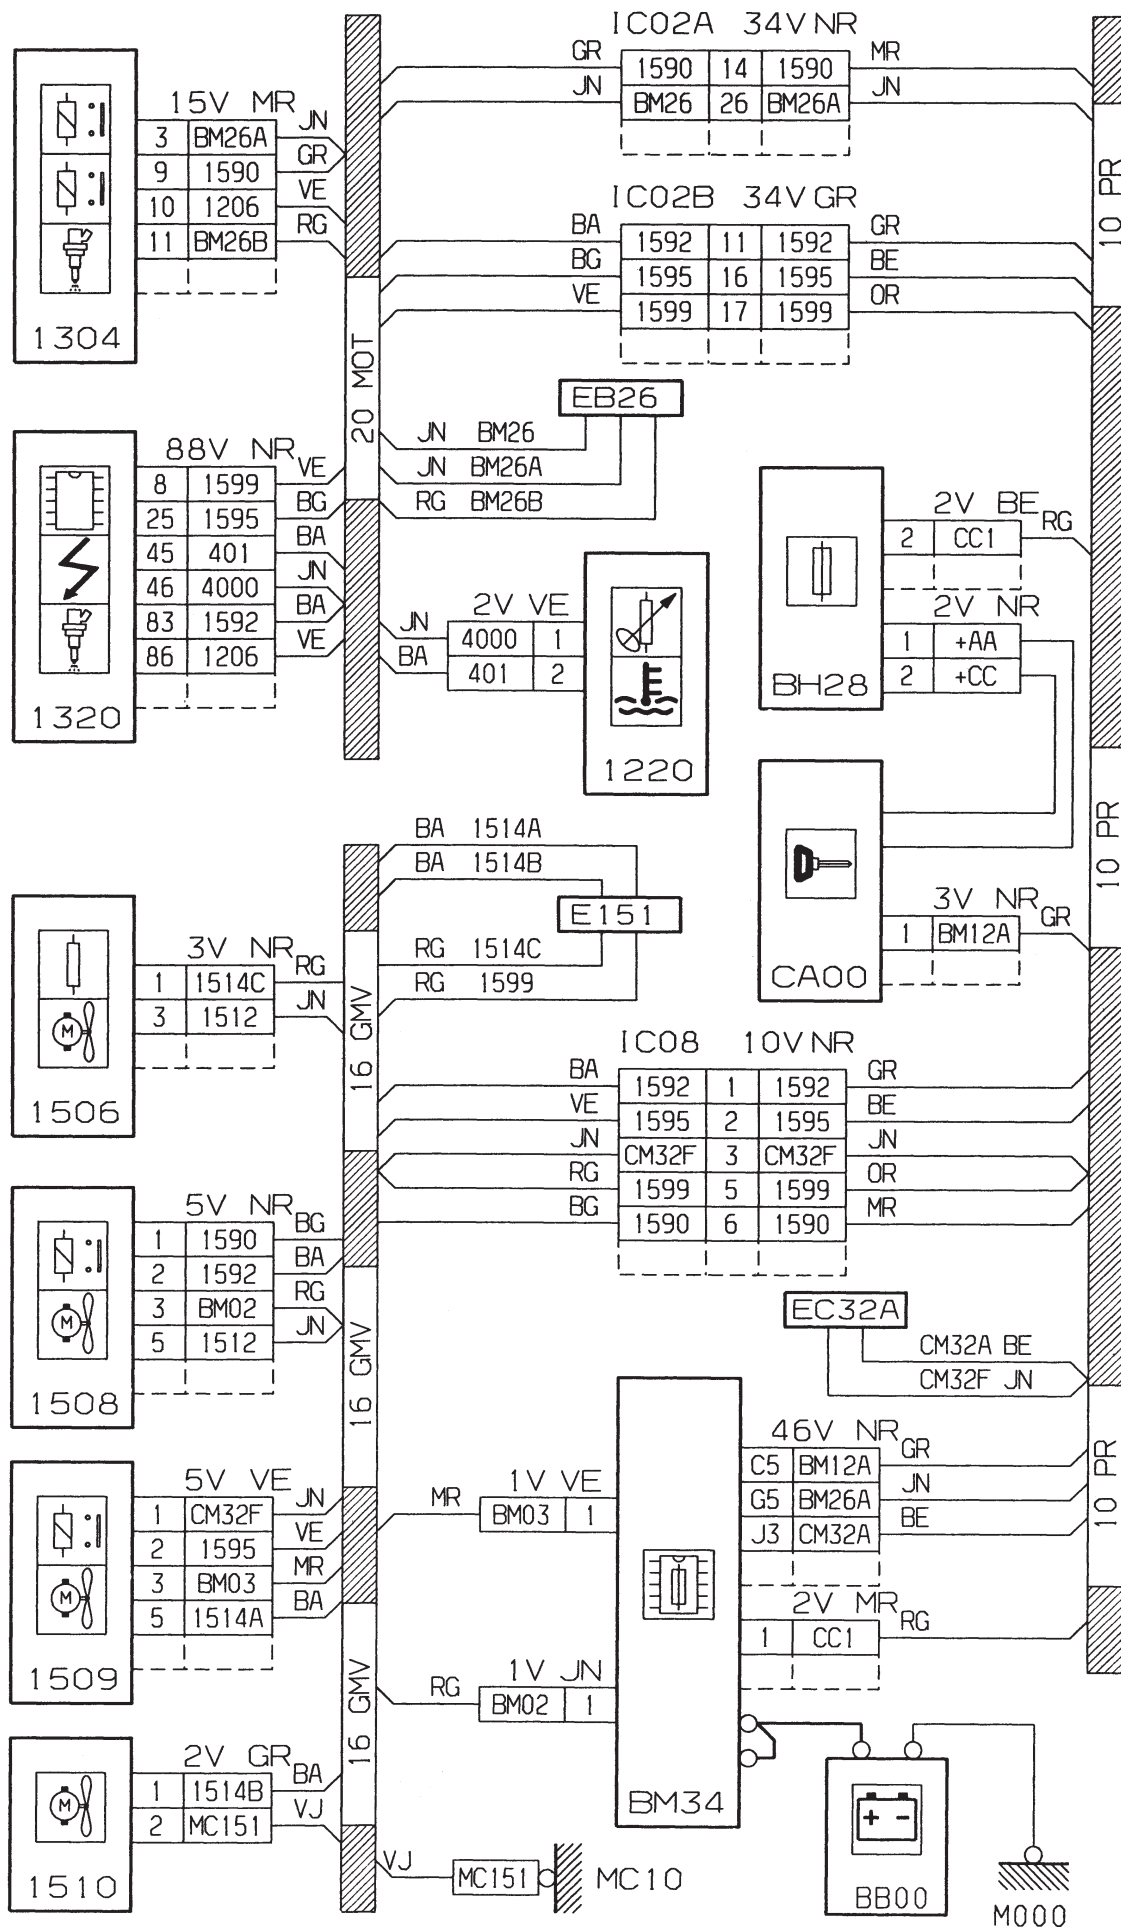 IC02A 34V NR
GR 1590 14 1590 MR
JN BM26 26 BM26A JN
15V MR
3 BM26A JN
9 1590 GR
10 1206 VE
11 BM26B RG
1304
10 PR
IC02B 34V GR
BA 1592 11 1592 GR
BG 1595 16 1595 BE
VE 1599 17 1599 OR
20 MOT
EB26
JN BM26
JN BM26A
RG BM26B
88V NR
8 1599 VE
25 1595 BG
45 401 BA
46 4000 JN
83 1592 BA
86 1206 VE
1320
2V VE
JN 4000 1
BA 401 2
1220
2V BE
2 CC1 RG
2V NR
1 +AA
2 +CC
BH28
10 PR
3V NR
1 BM12A GR
CA00
BA 1514A
BA 1514B
E151
RG 1514C
RG 1599
16 GMV
3V NR
1 1514C RG
3 1512 JN
1506
IC08 10V NR
BA 1592 1 1592 GR
VE 1595 2 1595 BE
JN CM32F 3 CM32F JN
RG 1599 5 1599 OR
BG 1590 6 1590 MR
5V NR
1 1590 BG
2 1592 BA
3 BM02 RG
5 1512 JN
1508
16 GMV
EC32A
CM32A BE
CM32F JN
10 PR
46V NR
C5 BM12A GR
G5 BM26A JN
J3 CM32A BE
2V MR
1 CC1 RG
1V VE
MR BM03 1
1V JN
RG BM02 1
BM34
5V VE
1 CM32F JN
2 1595 VE
3 BM03 MR
5 1514A BA
1509
16 GMV
2V GR
1 1514B BA
2 MC151 VJ
1510
VJ MC151 MC10
BB00
M000
M
M
M
M
+ -